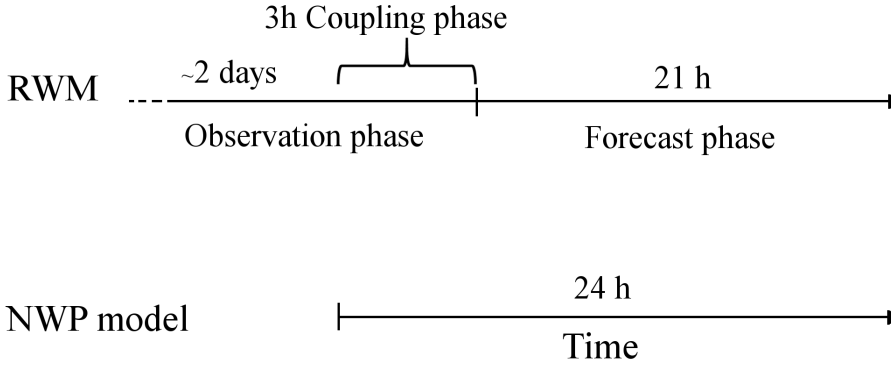 3h Coupling phase
RWM
~2 days
21 h
Observation phase
Forecast phase
24 h
NWP model
Time